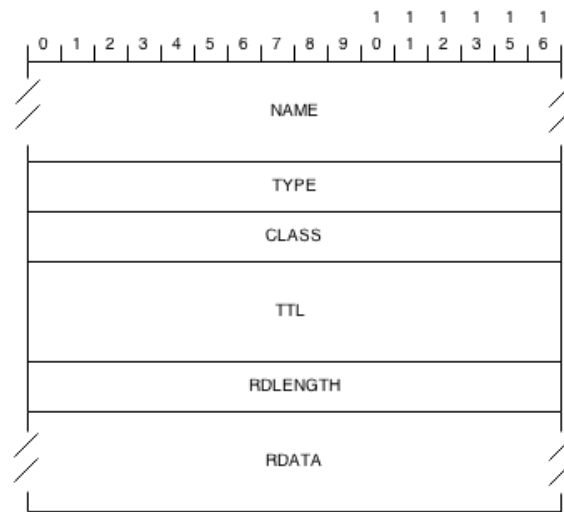 1 1 1 1 1 1
0 1 2 3 4 5 6 7 8 9 0 1 2 3 5 6
NAME
TYPE
CLASS
TTL
RDLENGTH
RDATA